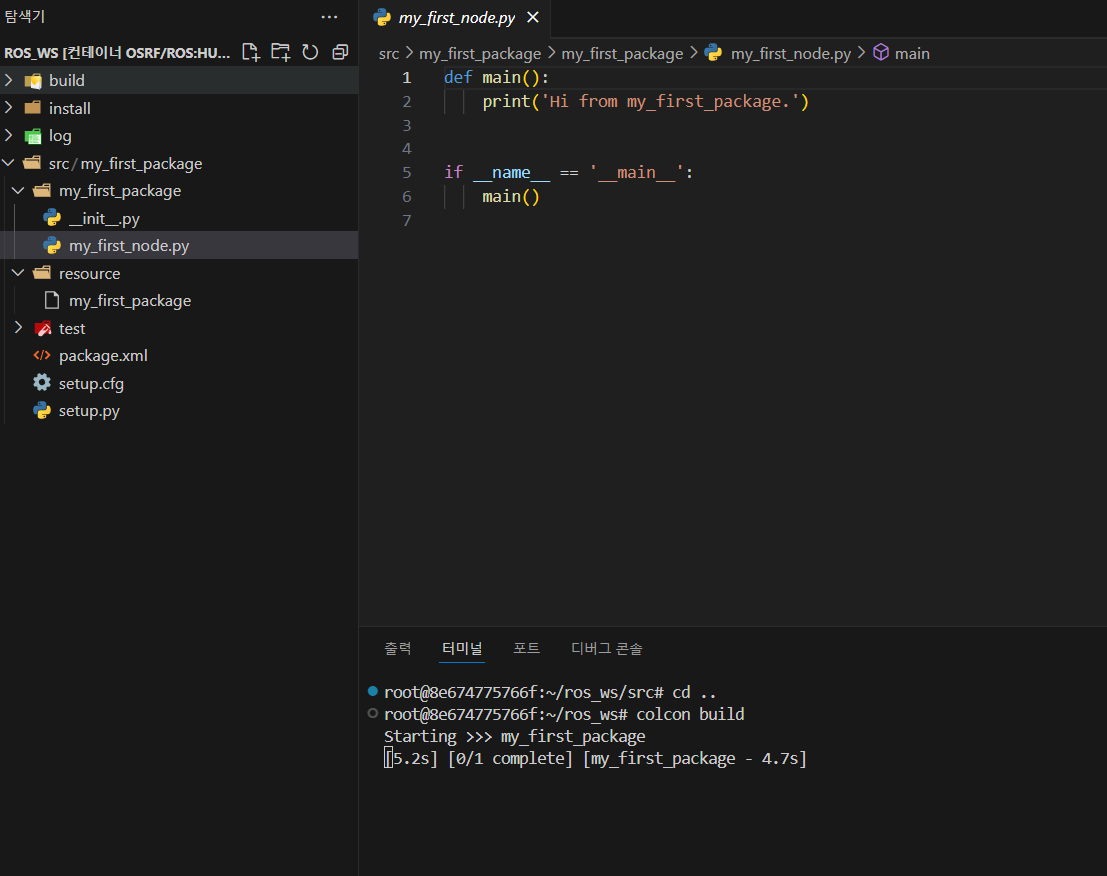 탐색기
ROS_WS [컨테이너 OSRF/ROS:HU...
build
install
log
src/my_first_package
my_first_package
__init__.py
my_first_node.py
resource
my_first_package
test
package.xml
setup.cfg
setup.py
my_first_node.py
src > my_first_package > my_first_package > my_first_node.py > main
1 def main():
2     print('Hi from my_first_package.')
3
4
5 if __name__ == '__main__':
6     main()
7
출력 터미널 포트 디버그 콘솔
root@8e674775766f:~/ros_ws/src# cd ..
root@8e674775766f:~/ros_ws# colcon build
Starting >>> my_first_package
[5.2s] [0/1 complete] [my_first_package - 4.7s]